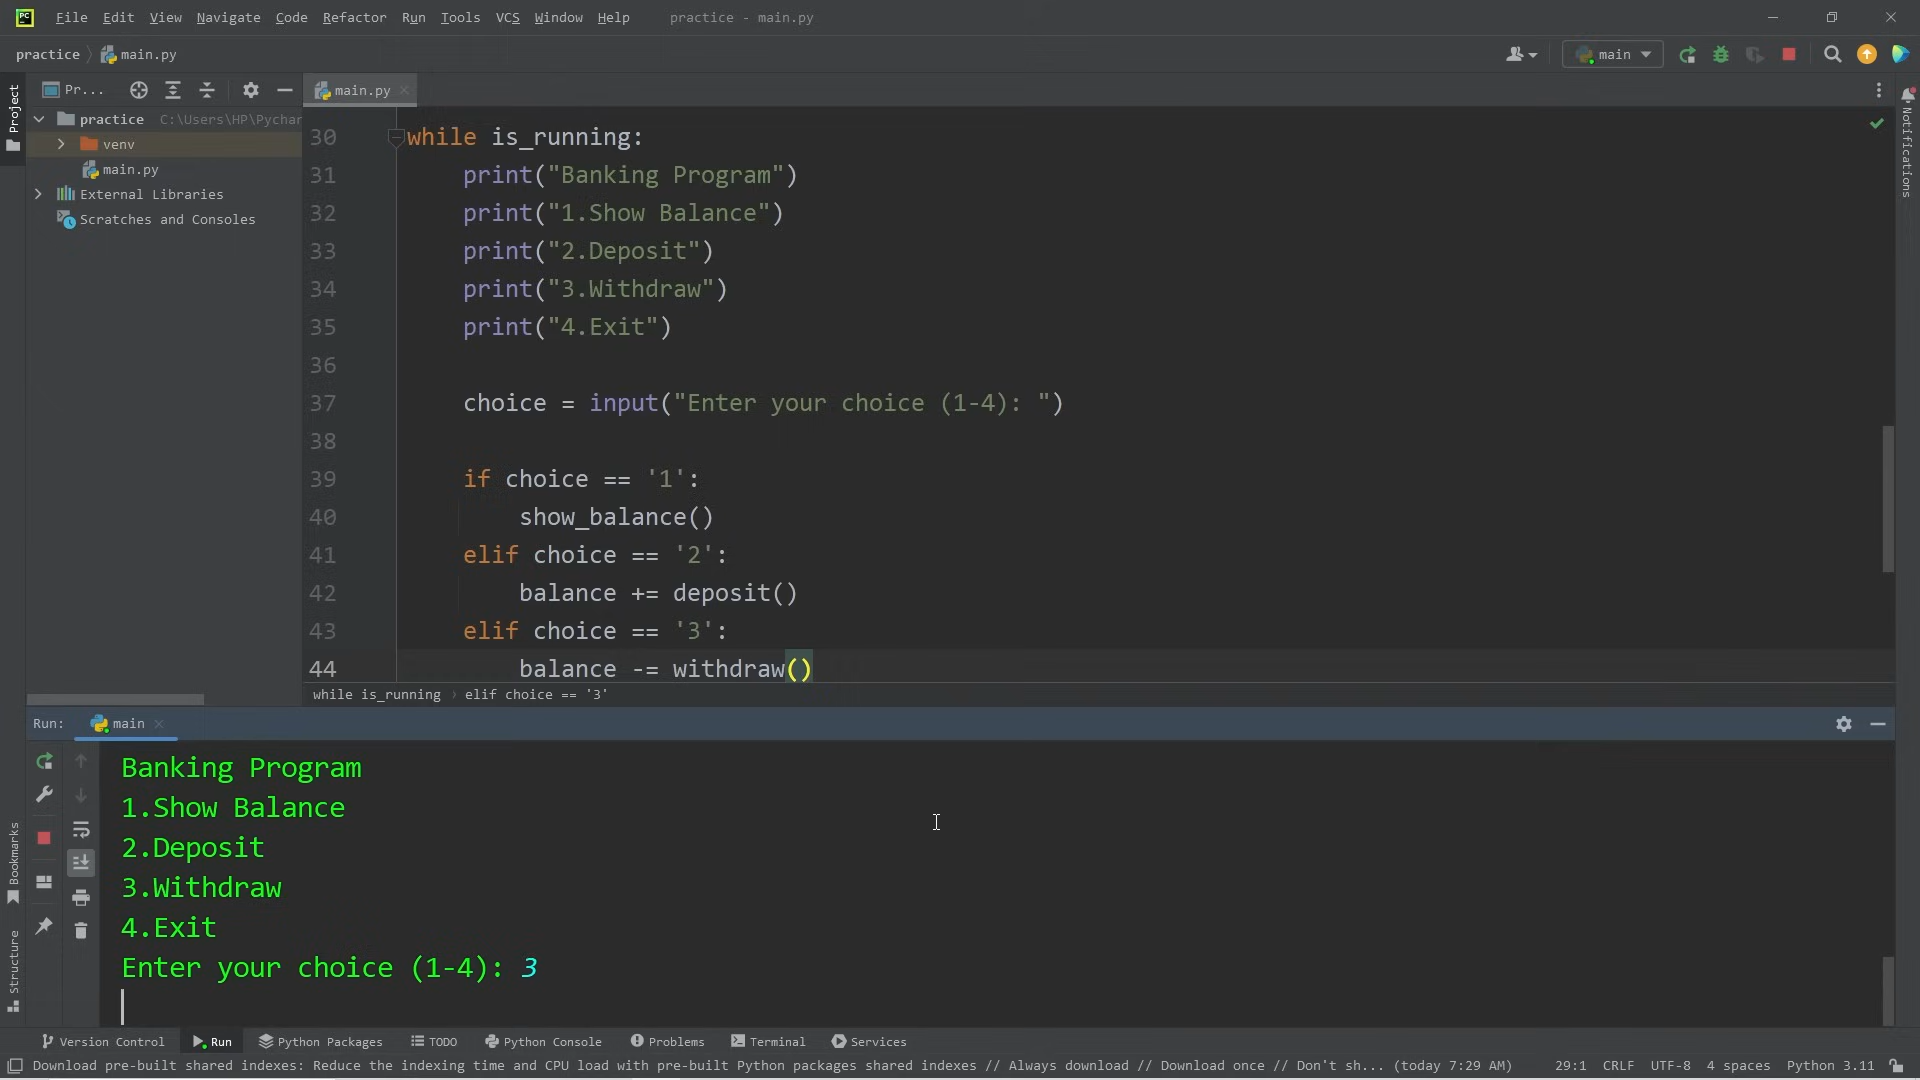 PC File Edit View Navigate Code Refactor Run Tools VCS Window Help practice - main.py
practice main.py main
Project Pr... main.py
practice C:\Users\HP\Pychar
venv
main.py
External Libraries
Scratches and Consoles
Notifications
30 while is_running:
31 print("Banking Program")
32 print("1.Show Balance")
33 print("2.Deposit")
34 print("3.Withdraw")
35 print("4.Exit")
36
37 choice = input("Enter your choice (1-4): ")
38
39 if choice == '1':
40 show_balance()
41 elif choice == '2':
42 balance += deposit()
43 elif choice == '3':
44 balance -= withdraw()
while is_running › elif choice == '3'
Run: main
Banking Program
1.Show Balance
2.Deposit
3.Withdraw
4.Exit
Enter your choice (1-4): 3
Bookmarks
Structure
Version Control Run Python Packages TODO Python Console Problems Terminal Services
Download pre-built shared indexes: Reduce the indexing time and CPU load with pre-built Python packages shared indexes // Always download // Download once // Don't sh... (today 7:29 AM) 29:1 CRLF UTF-8 4 spaces Python 3.11